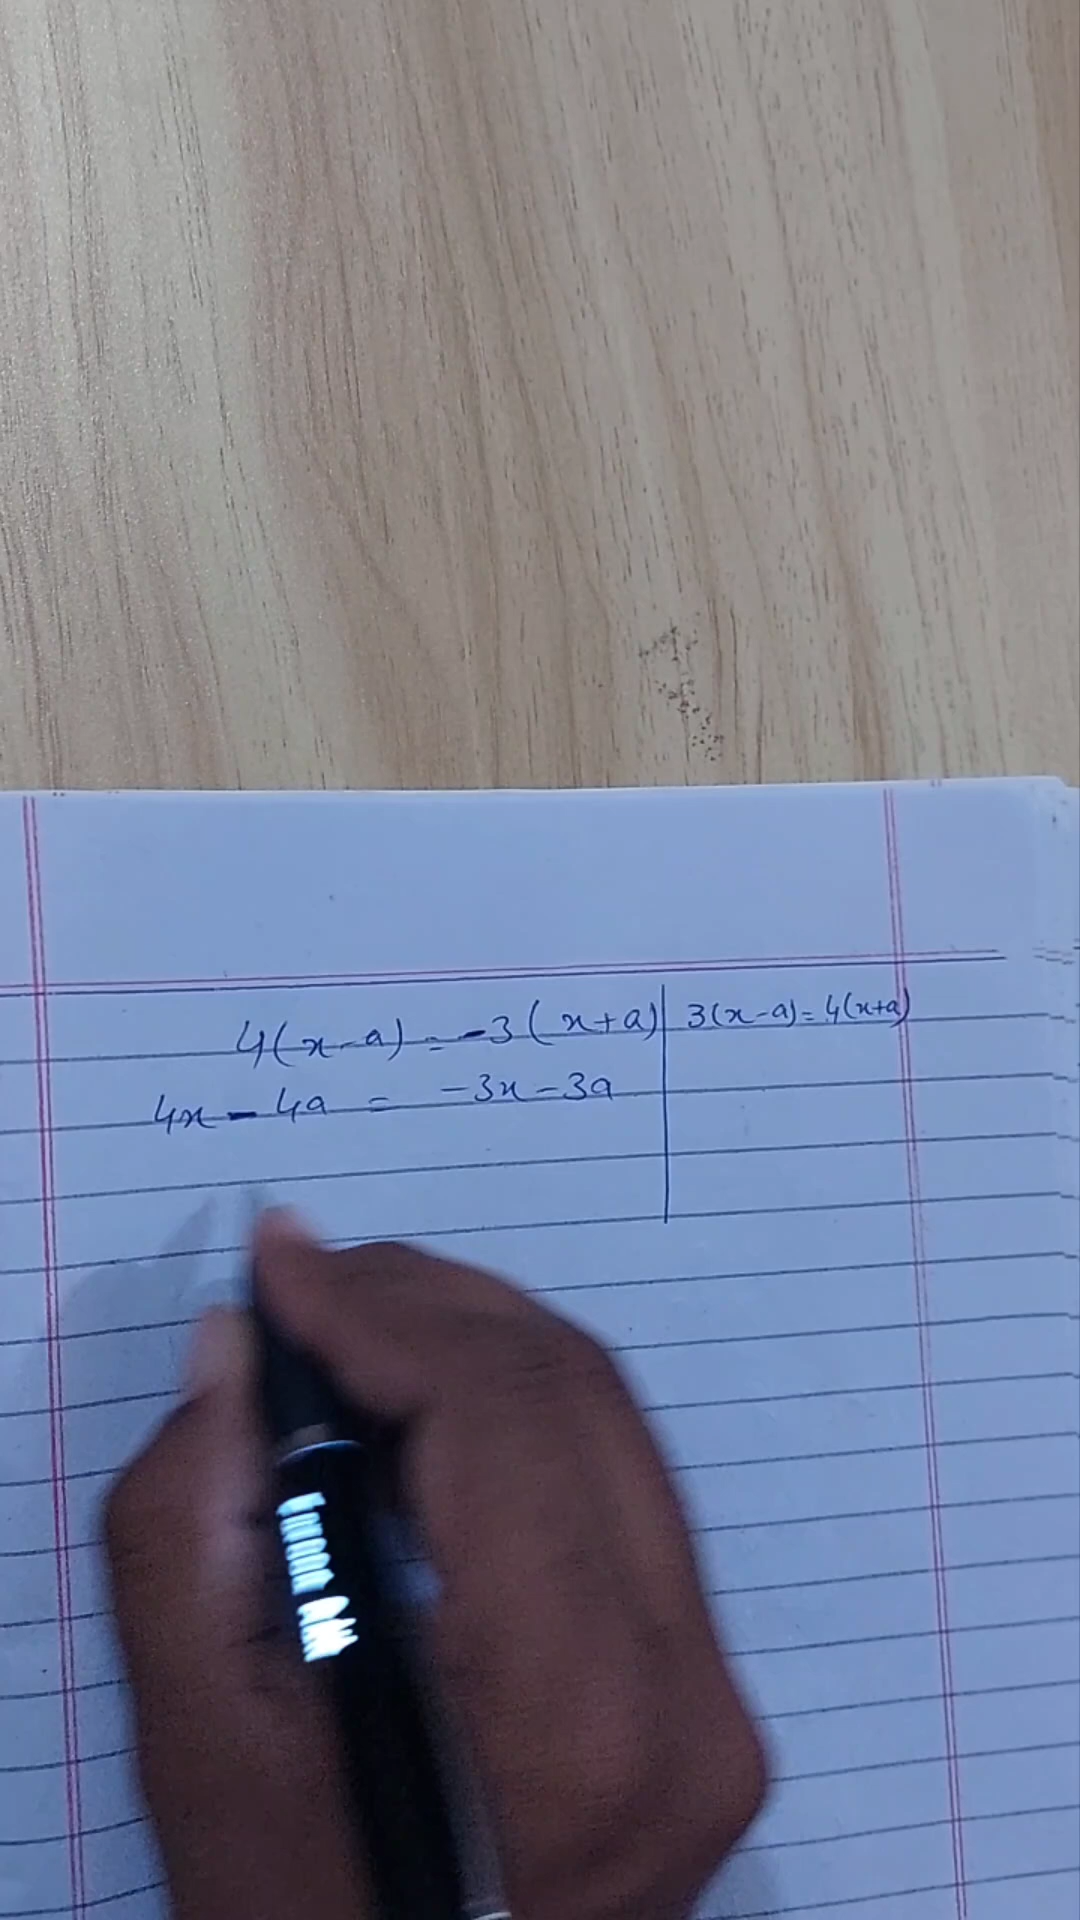 4(x-a) = -3(x+a) | 3(x-a) = 4(x+a)
4x - 4a = -3x - 3a